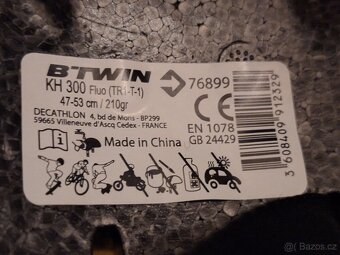 B'TWIN
KH 300 Fluo (TR1-T-1)
47-53 cm / 210gr
DECATHLON 4, bd de Mons - BP299
59665 Villeneuve d'Ascq Cedex - FRANCE
76899
CE
EN 1078
GB 24429
Made in China
3 608409 912329
Bazos.cz